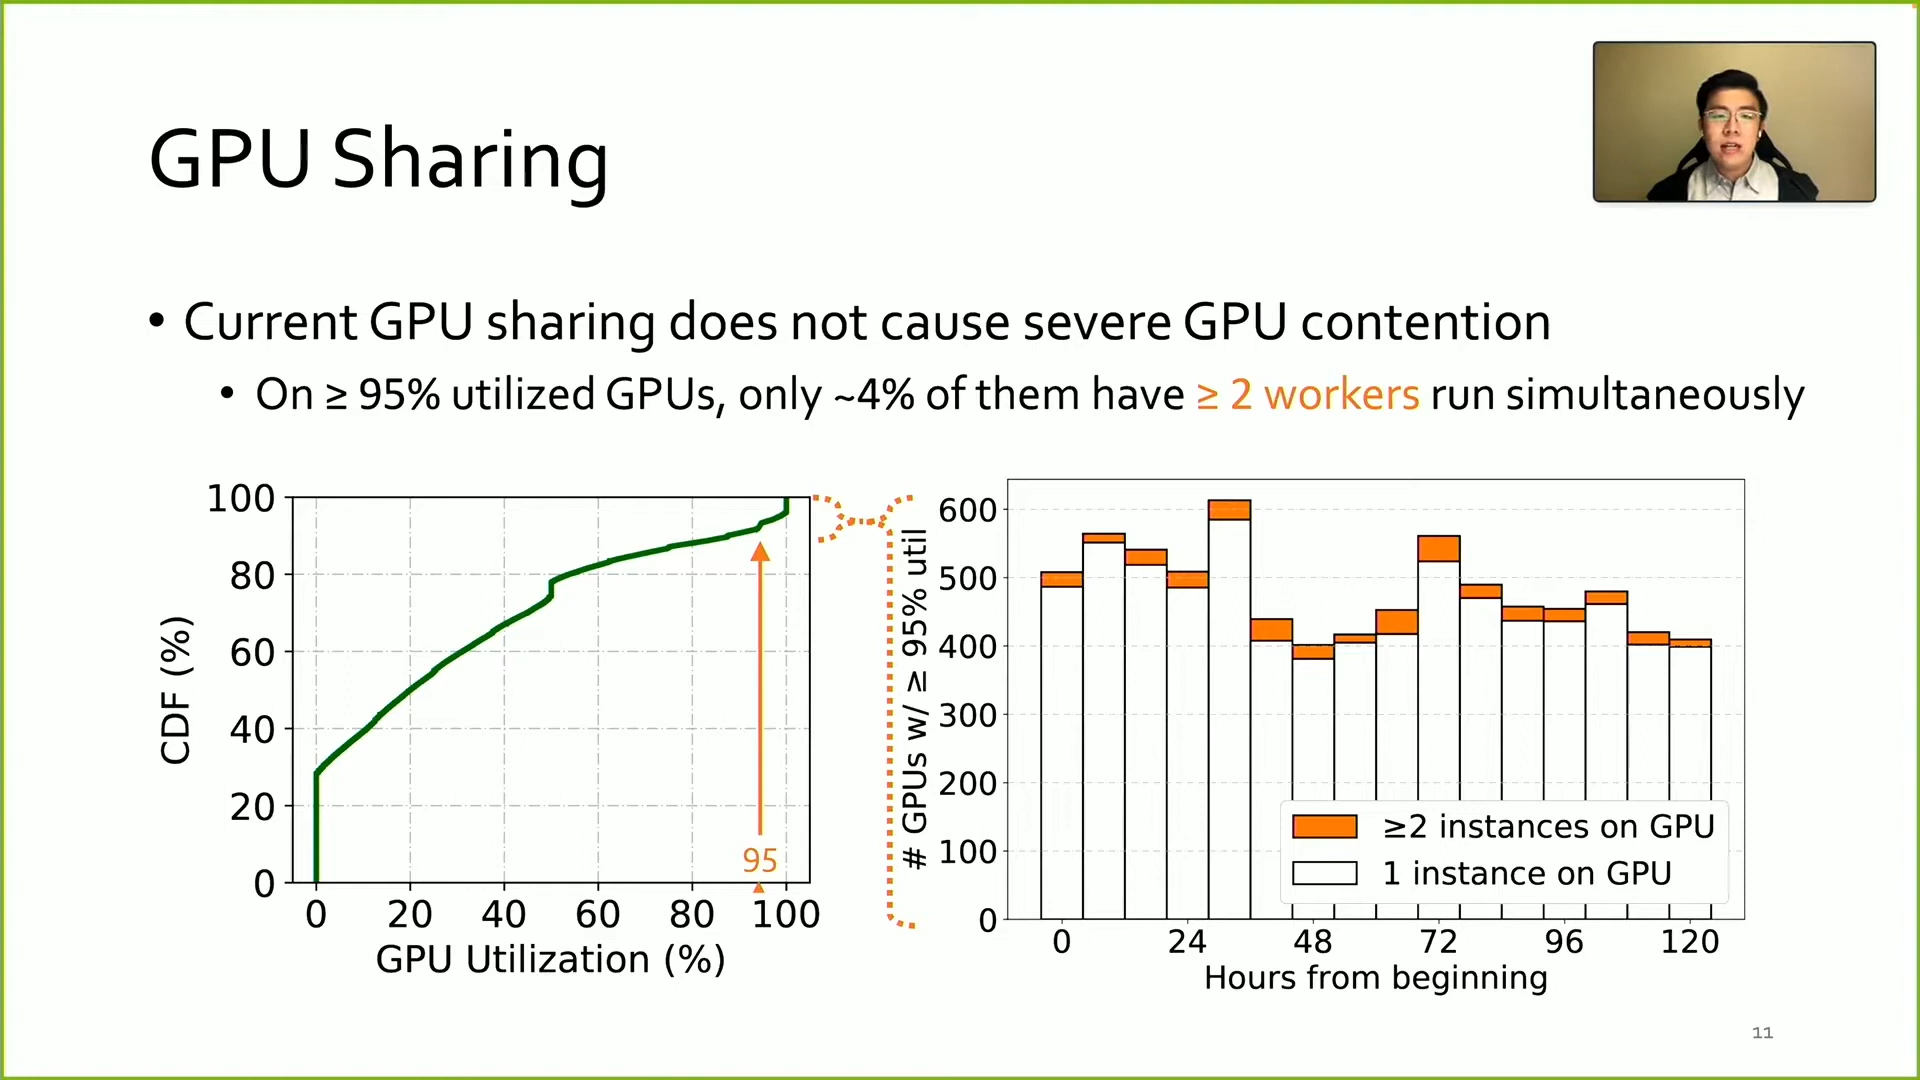 GPU Sharing
• Current GPU sharing does not cause severe GPU contention
• On ≥ 95% utilized GPUs, only ~4% of them have ≥ 2 workers run simultaneously
CDF (%)
100
80
60
40
20
0
95
0 20 40 60 80 100
GPU Utilization (%)
# GPUs w/ ≥ 95% util
600
500
400
300
200
100
0
≥2 instances on GPU
1 instance on GPU
0 24 48 72 96 120
Hours from beginning
11